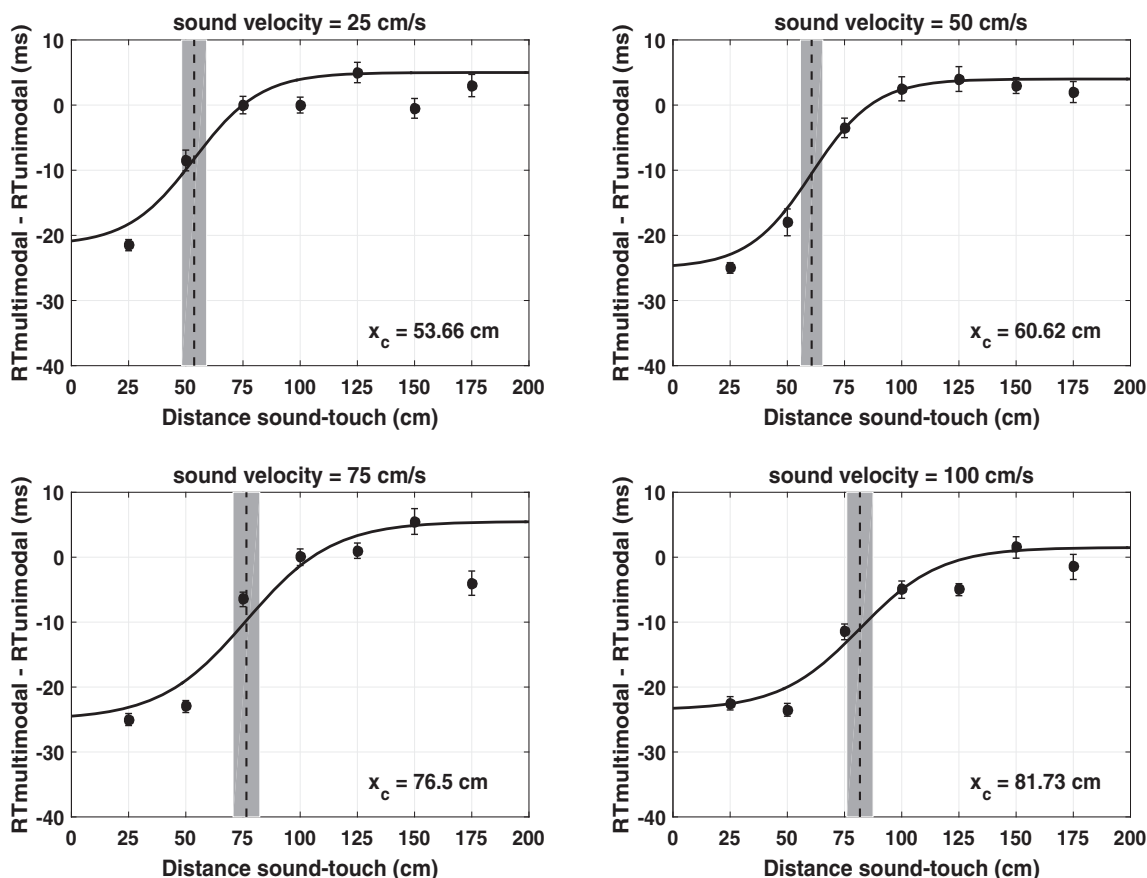 sound velocity = 25 cm/s
RTmultimodal - RTunimodal (ms)
10
0
-10
-20
-30
-40
x_c = 53.66 cm
0 25 50 75 100 125 150 175 200
Distance sound-touch (cm)
sound velocity = 50 cm/s
RTmultimodal - RTunimodal (ms)
10
0
-10
-20
-30
-40
x_c = 60.62 cm
0 25 50 75 100 125 150 175 200
Distance sound-touch (cm)
sound velocity = 75 cm/s
RTmultimodal - RTunimodal (ms)
10
0
-10
-20
-30
-40
x_c = 76.5 cm
0 25 50 75 100 125 150 175 200
Distance sound-touch (cm)
sound velocity = 100 cm/s
RTmultimodal - RTunimodal (ms)
10
0
-10
-20
-30
-40
x_c = 81.73 cm
0 25 50 75 100 125 150 175 200
Distance sound-touch (cm)